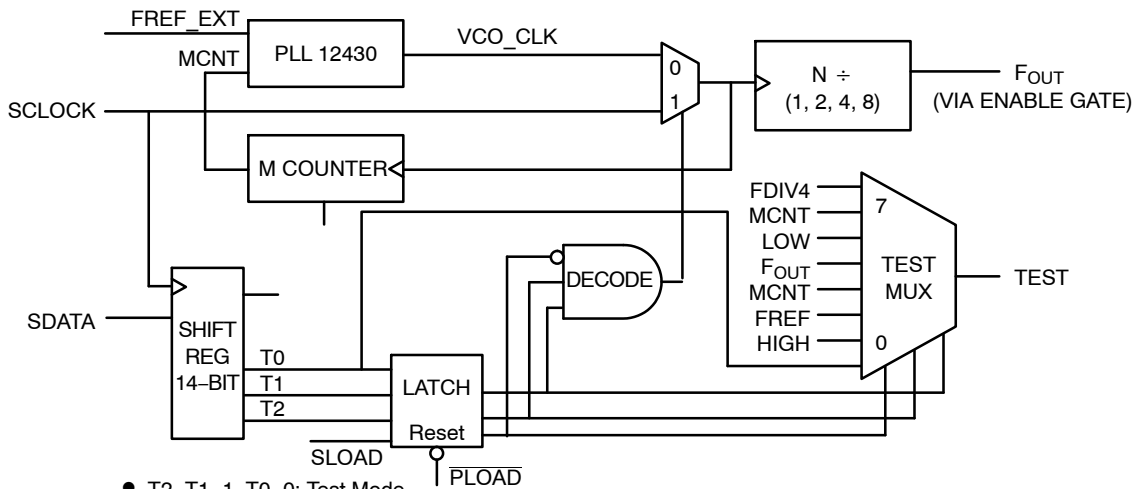 FREF_EXT
MCNT
SCLOCK
PLL 12430
VCO_CLK
0
1
N ÷
(1, 2, 4, 8)
FOUT
(VIA ENABLE GATE)
M COUNTER
SDATA
SHIFT
REG
14–BIT
T0
T1
T2
LATCH
Reset
SLOAD
PLOAD
DECODE
FDIV4
MCNT
LOW
FOUT
MCNT
FREF
HIGH
7
TEST
MUX
0
TEST